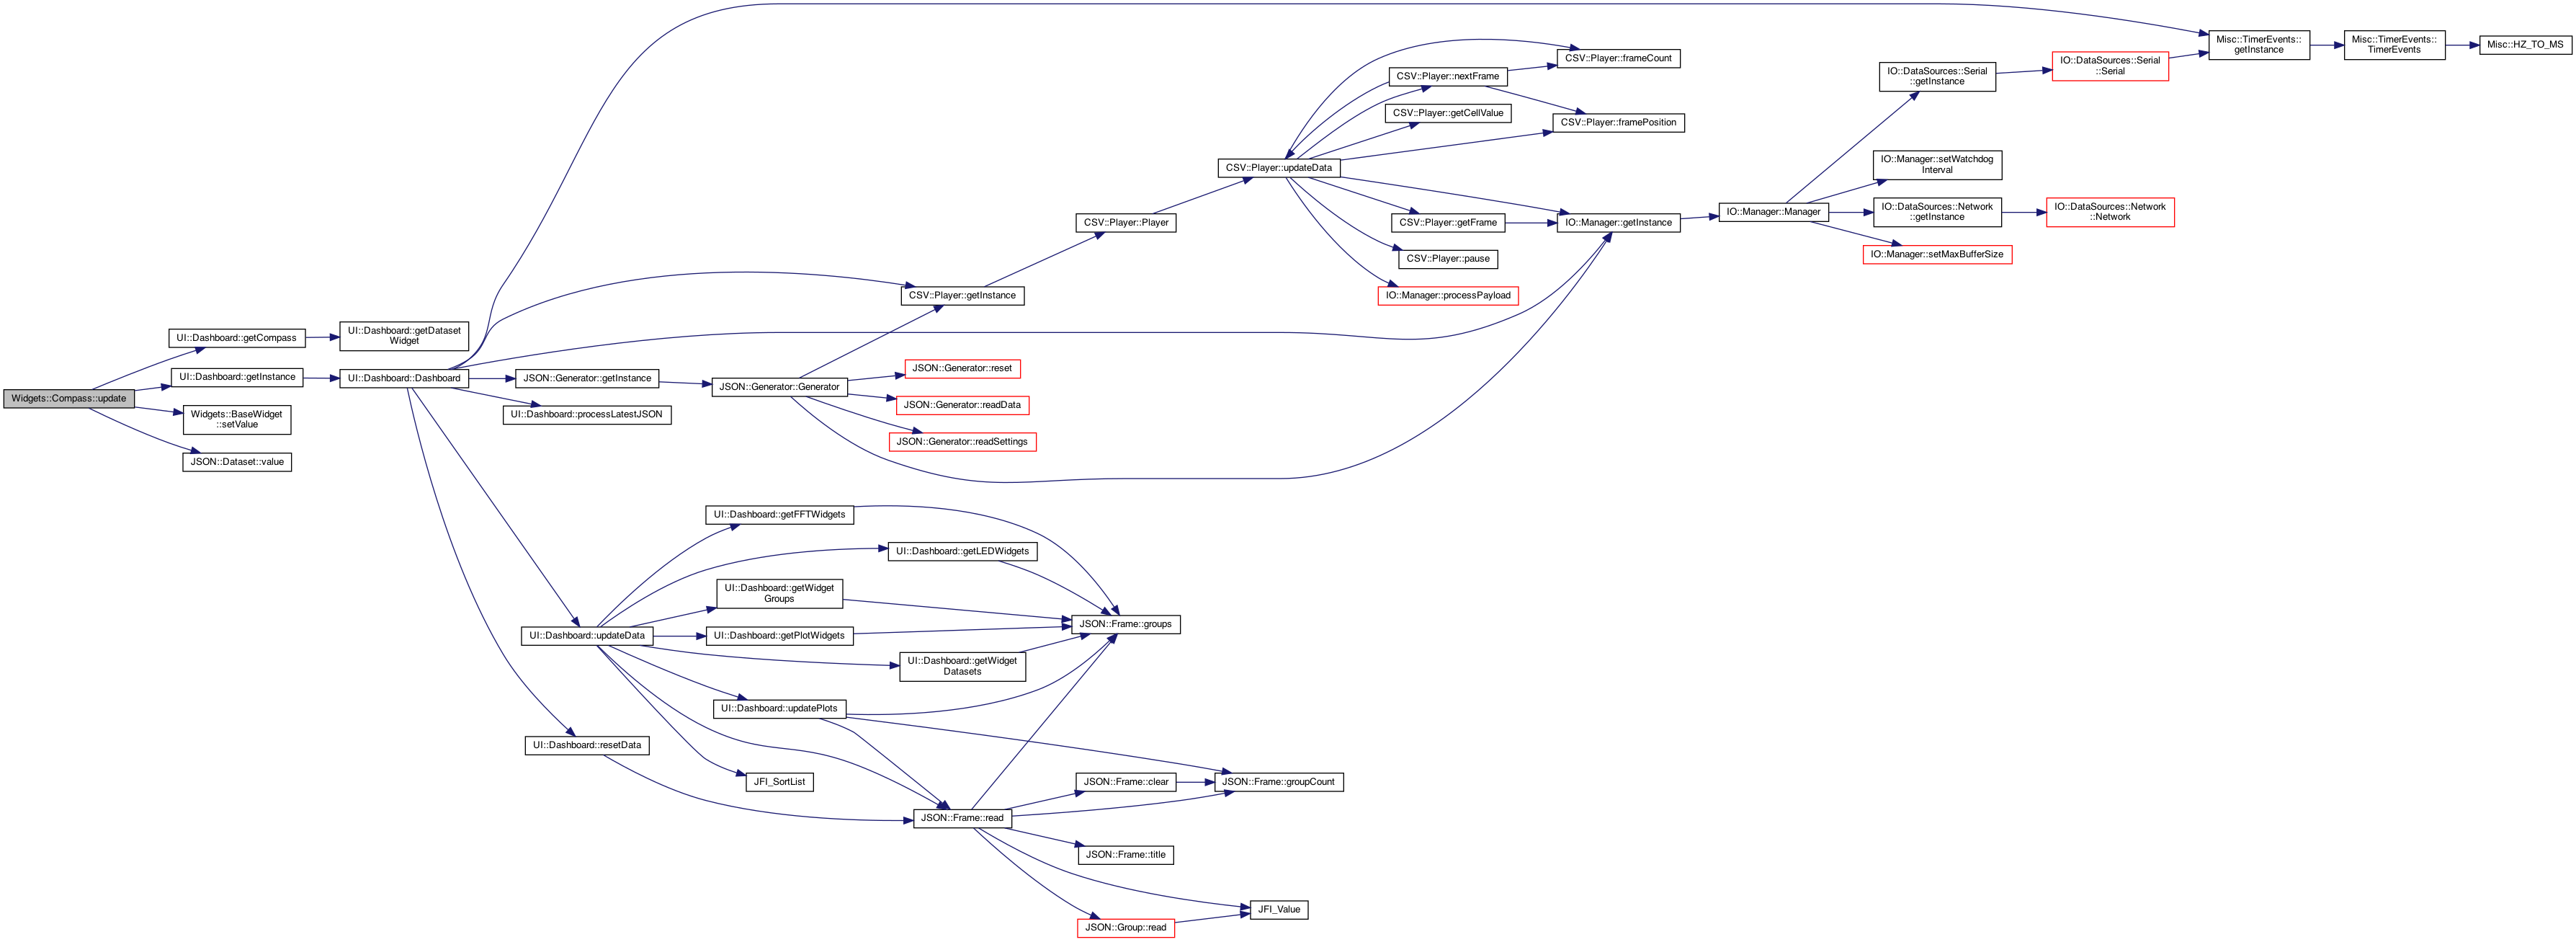 Widgets::Compass::update
UI::Dashboard::getCompass
UI::Dashboard::getDataset
Widget
UI::Dashboard::getInstance
UI::Dashboard::Dashboard
Widgets::BaseWidget
::setValue
JSON::Dataset::value
JSON::Generator::getInstance
UI::Dashboard::processLatestJSON
JSON::Generator::Generator
CSV::Player::getInstance
JSON::Generator::reset
JSON::Generator::readData
JSON::Generator::readSettings
CSV::Player::Player
CSV::Player::updateData
CSV::Player::nextFrame
CSV::Player::getCellValue
CSV::Player::frameCount
CSV::Player::framePosition
CSV::Player::getFrame
CSV::Player::pause
IO::Manager::processPayload
IO::Manager::getInstance
IO::Manager::Manager
IO::DataSources::Serial
::getInstance
IO::Manager::setWatchdog
Interval
IO::DataSources::Network
::getInstance
IO::Manager::setMaxBufferSize
IO::DataSources::Serial
::Serial
IO::DataSources::Network
::Network
Misc::TimerEvents::
getInstance
Misc::TimerEvents::
TimerEvents
Misc::HZ_TO_MS
UI::Dashboard::updateData
UI::Dashboard::resetData
UI::Dashboard::getFFTWidgets
UI::Dashboard::getLEDWidgets
UI::Dashboard::getWidget
Groups
UI::Dashboard::getPlotWidgets
UI::Dashboard::getWidget
Datasets
UI::Dashboard::updatePlots
JFI_SortList
JSON::Frame::groups
JSON::Frame::read
JSON::Frame::clear
JSON::Frame::groupCount
JSON::Frame::title
JFI_Value
JSON::Group::read